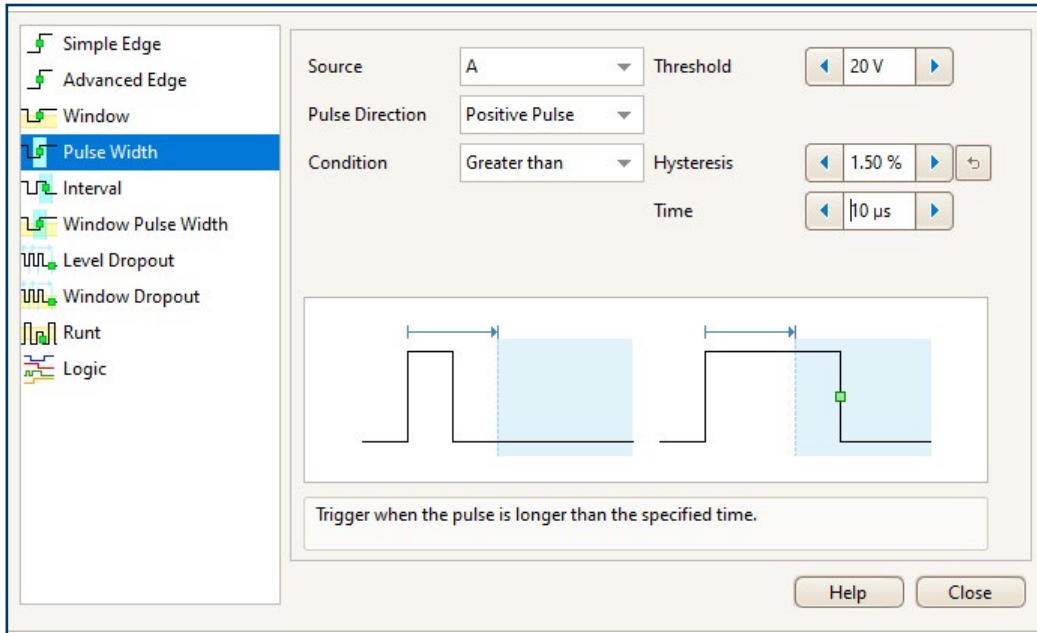 Simple Edge
Advanced Edge
Window
Pulse Width
Interval
Window Pulse Width
Level Dropout
Window Dropout
Runt
Logic
Source A Threshold 20 V
Pulse Direction Positive Pulse
Condition Greater than Hysteresis 1.50 %
Time 10 µs
Trigger when the pulse is longer than the specified time.
Help Close